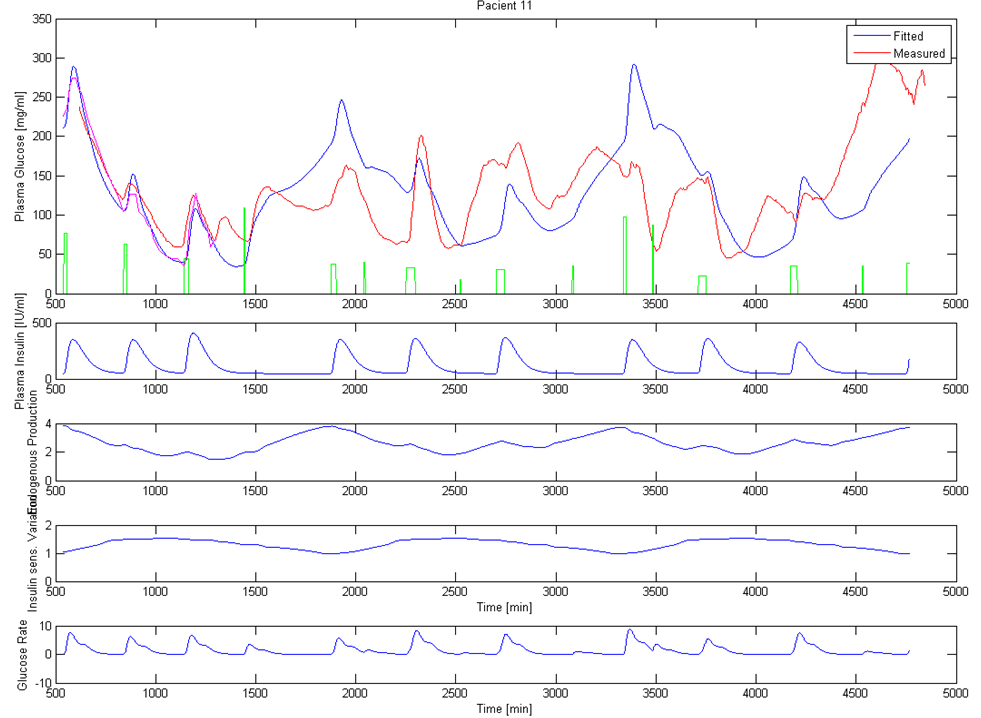 Pacient 11
Plasma Glucose [mg/ml]
350
300
250
200
150
100
50
0
Fitted
Measured
500 1000 1500 2000 2500 3000 3500 4000 4500 5000
Plasma Insulin [IU/ml]
500
0
500 1000 1500 2000 2500 3000 3500 4000 4500 5000
Endogenous Production
4
2
0
500 1000 1500 2000 2500 3000 3500 4000 4500 5000
Insulin sens. Variation
2
1
0
500 1000 1500 2000 2500 3000 3500 4000 4500 5000
Time [min]
Glucose Rate
10
0
-10
500 1000 1500 2000 2500 3000 3500 4000 4500 5000
Time [min]